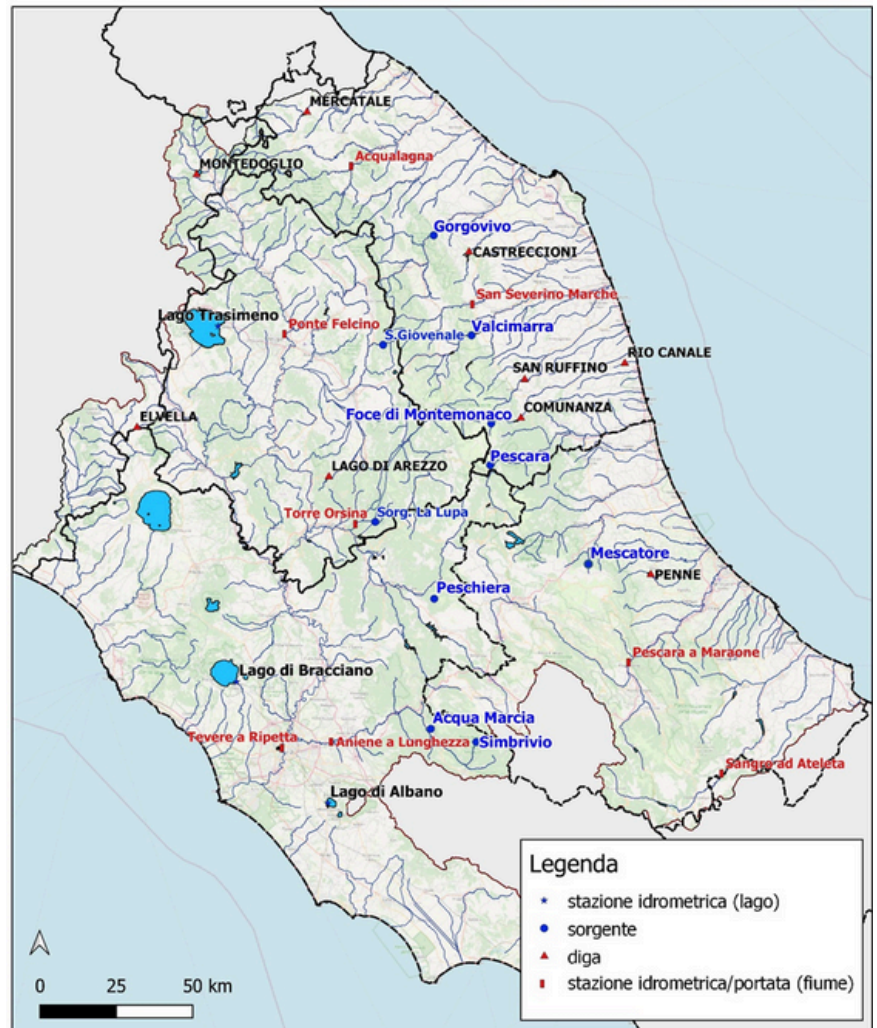 MERCATALE
Acqualagna
MONTEDOGLIO
Gorgovivo
CASTRECCIONI
San Severino Marche
Lago Trasimeno
Ponte Felcino
S.Giovenale
Valcimarra
RIO CANALE
SAN RUFFINO
ELVELLA
Foce di Montemonaco
COMUNANZA
Pescara
LAGO DI AREZZO
Torre Orsina
Sorg. La Lupa
Mescatore
PENNE
Peschiera
Pescara a Maraone
Lago di Bracciano
Acqua Marcia
Tevere a Ripetta
Aniene a Lunghezza
Simbrivio
Sangro ad Ateleta
Lago di Albano
Legenda
stazione idrometrica (lago)
sorgente
diga
stazione idrometrica/portata (fiume)
0 25 50 km